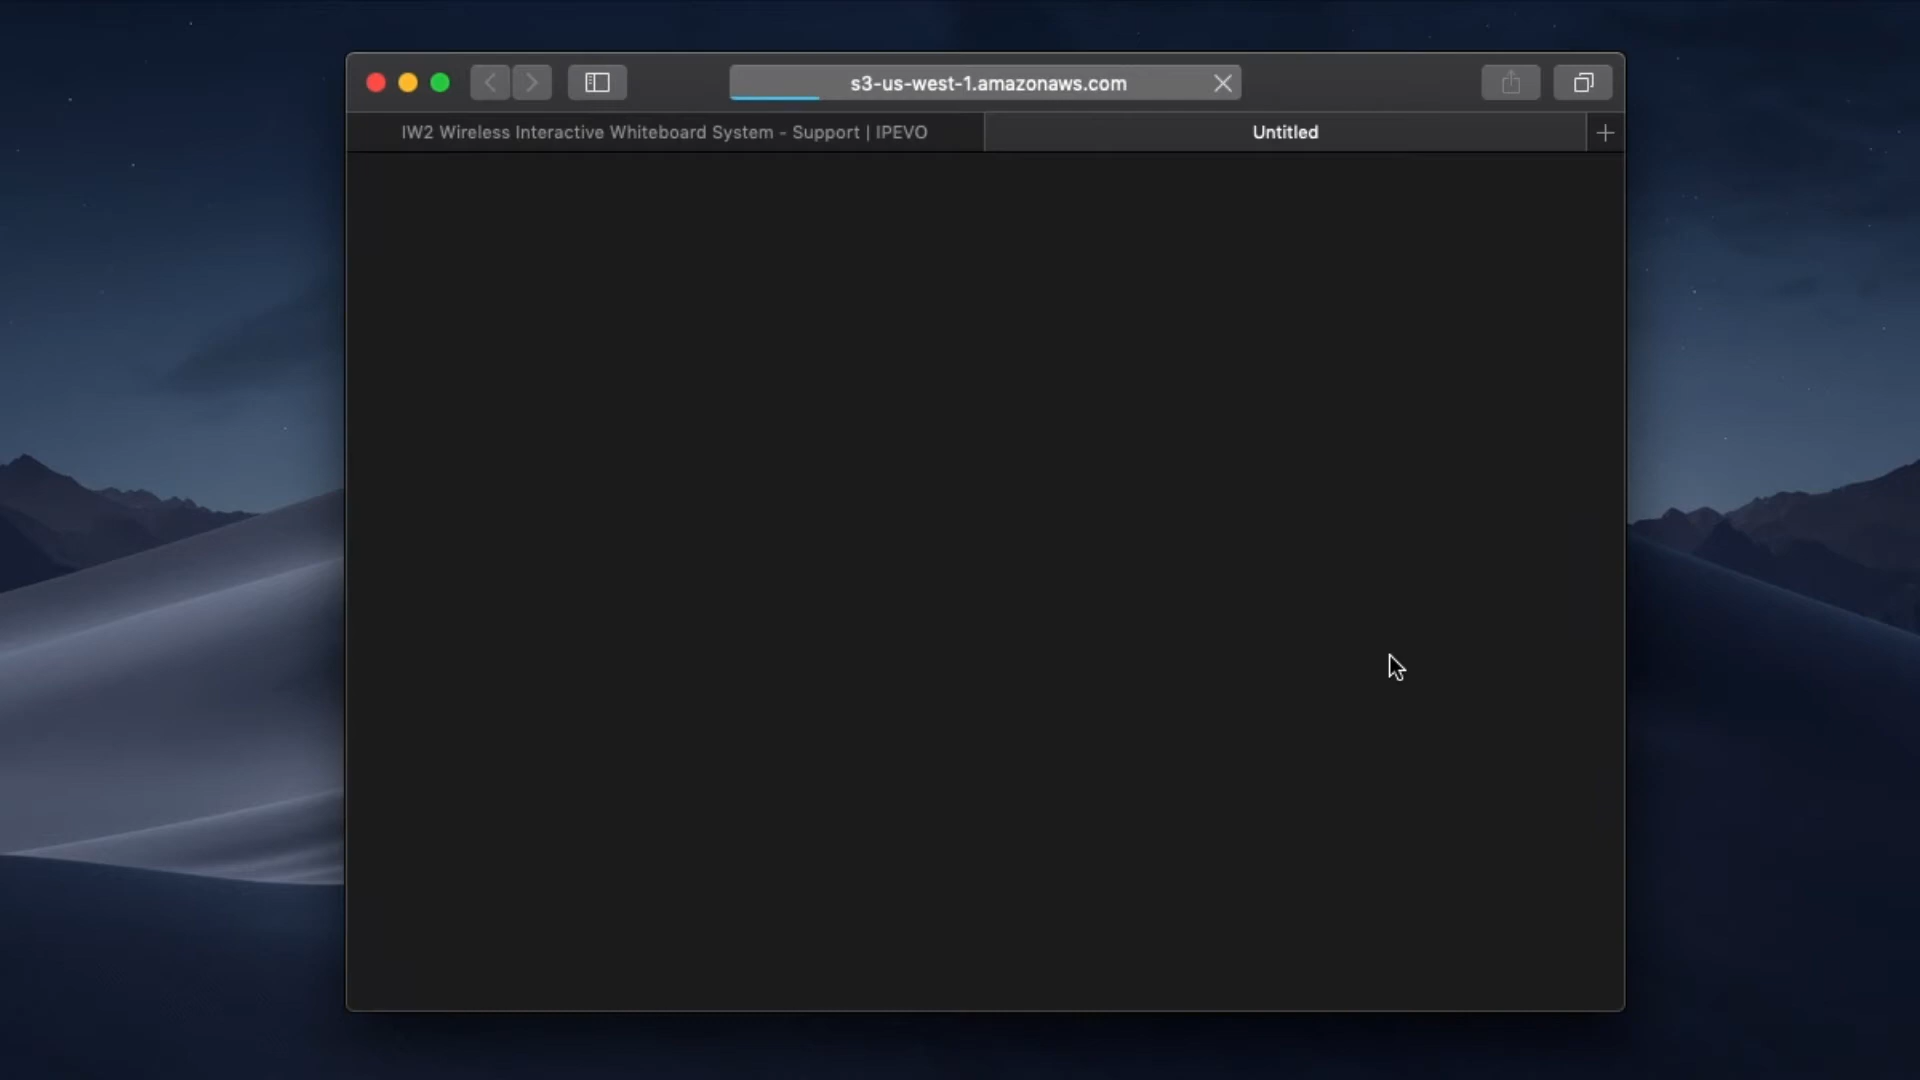 s3-us-west-1.amazonaws.com
IW2 Wireless Interactive Whiteboard System - Support | IPEVO
Untitled